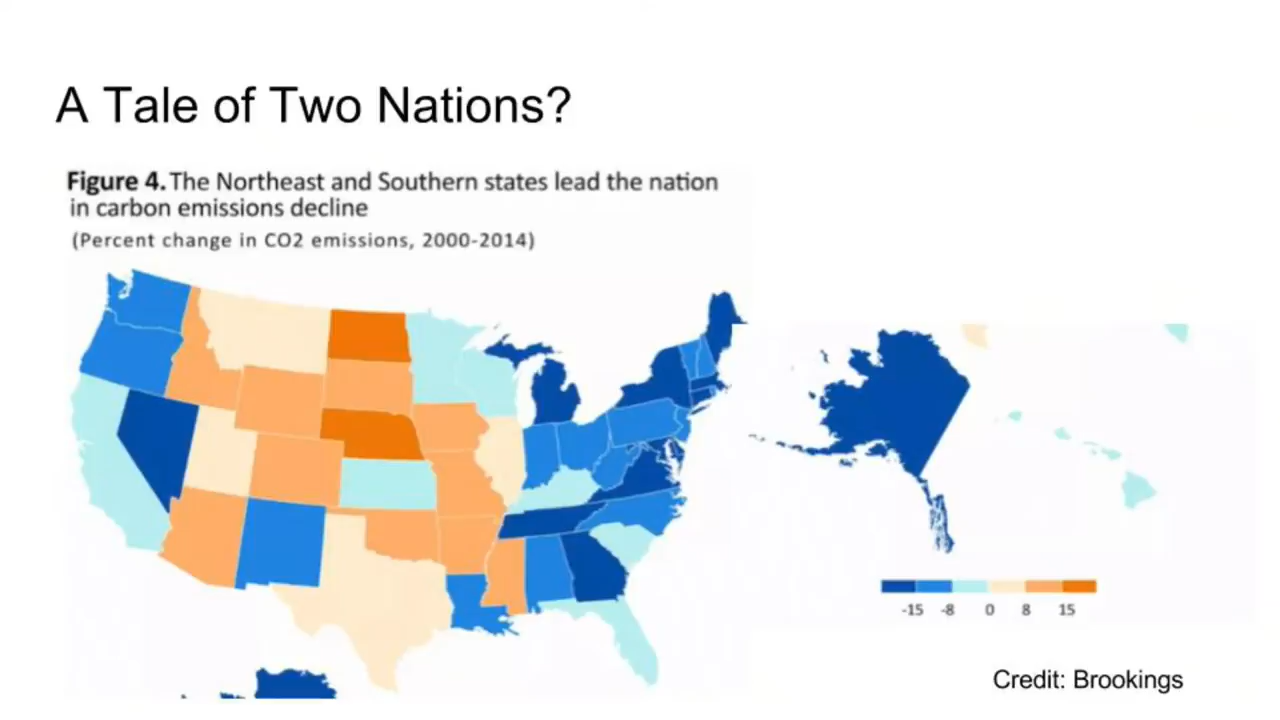 A Tale of Two Nations?
Figure 4. The Northeast and Southern states lead the nation
in carbon emissions decline
(Percent change in CO2 emissions, 2000-2014)
-15 -8 0 8 15
Credit: Brookings